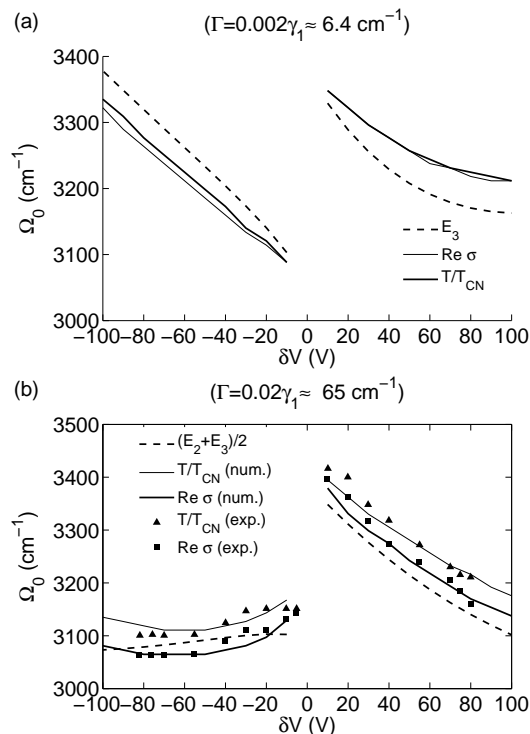 (a)
(Γ=0.002γ₁≈ 6.4 cm⁻¹)
3400
3300
3200
3100
3000
Ω₀ (cm⁻¹)
E₃
Re σ
T/T_CN
−100 −80 −60 −40 −20 0 20 40 60 80 100
δV (V)
(b)
(Γ=0.02γ₁≈ 65 cm⁻¹)
3500
3400
3300
3200
3100
3000
Ω₀ (cm⁻¹)
(E₂+E₃)/2
T/T_CN (num.)
Re σ (num.)
T/T_CN (exp.)
Re σ (exp.)
−100 −80 −60 −40 −20 0 20 40 60 80 100
δV (V)